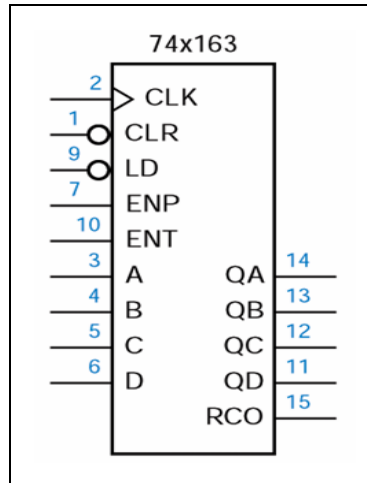 74x163
2 CLK
1 CLR
9 LD
7 ENP
10 ENT
3 A QA 14
4 B QB 13
5 C QC 12
6 D QD 11
RCO 15